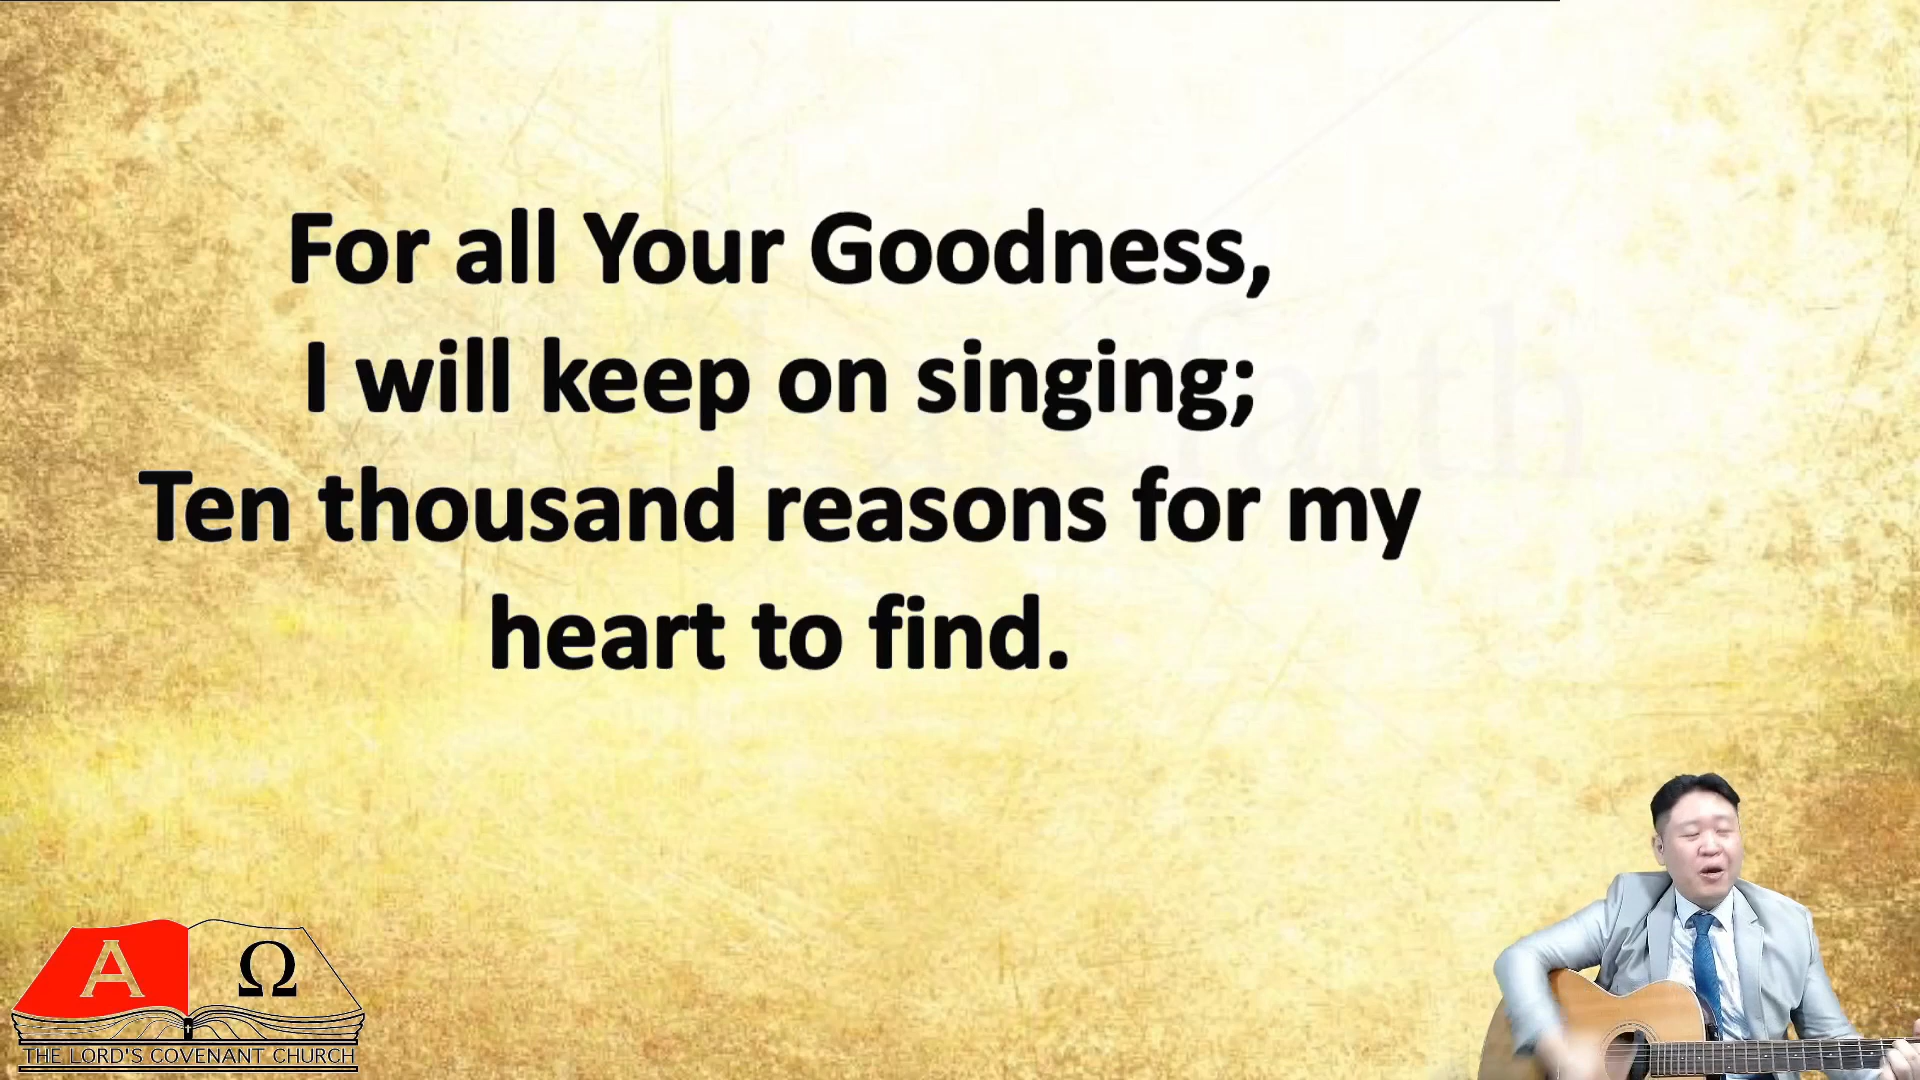 For all Your Goodness,
I will keep on singing;
Ten thousand reasons for my
heart to find.
faith
Α Ω
THE LORD'S COVENANT CHURCH